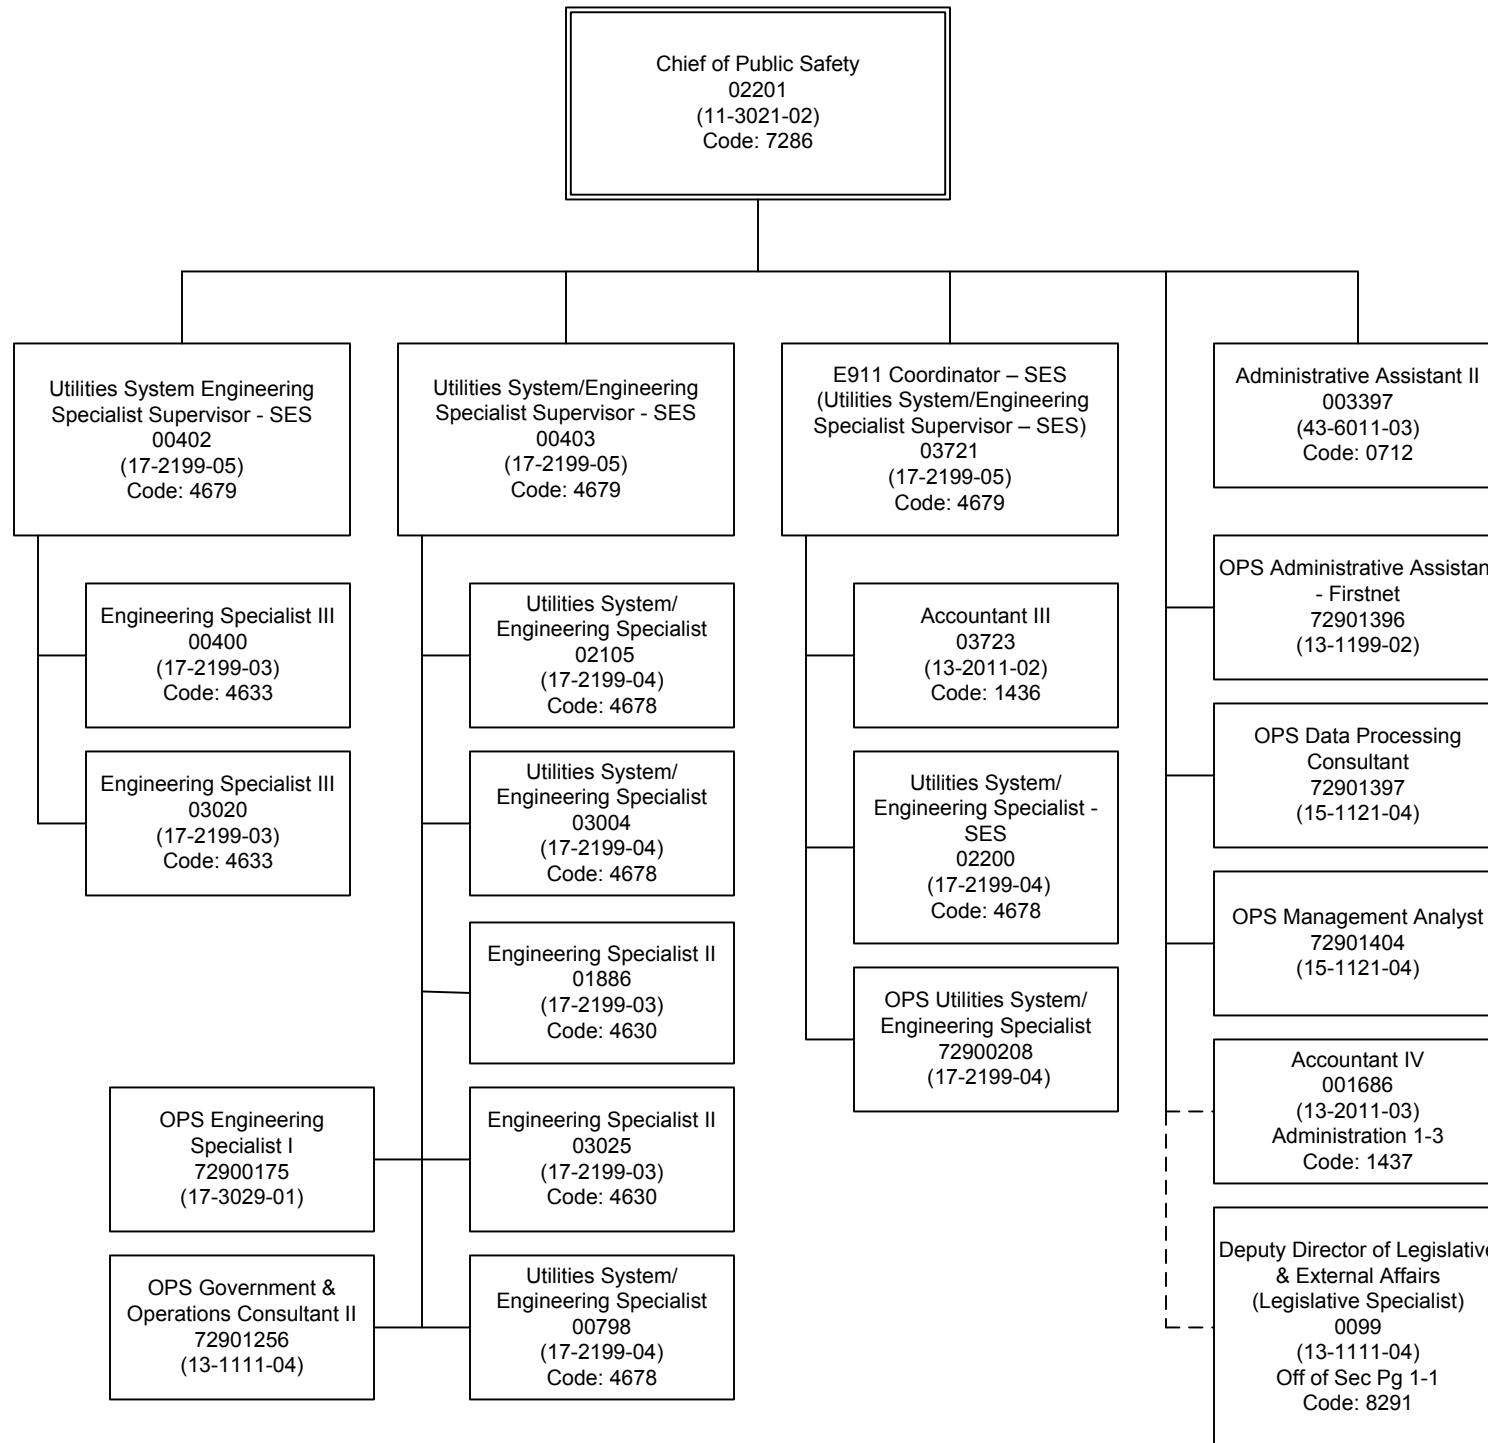 Chief of Public Safety
02201
(11-3021-02)
Code: 7286
Utilities System Engineering
Specialist Supervisor - SES
00402
(17-2199-05)
Code: 4679
Engineering Specialist III
00400
(17-2199-03)
Code: 4633
Engineering Specialist III
03020
(17-2199-03)
Code: 4633
Utilities System/Engineering
Specialist Supervisor - SES
00403
(17-2199-05)
Code: 4679
Utilities System/
Engineering Specialist
02105
(17-2199-04)
Code: 4678
Utilities System/
Engineering Specialist
03004
(17-2199-04)
Code: 4678
Engineering Specialist II
01886
(17-2199-03)
Code: 4630
OPS Engineering
Specialist I
72900175
(17-3029-01)
Engineering Specialist II
03025
(17-2199-03)
Code: 4630
OPS Government &
Operations Consultant II
72901256
(13-1111-04)
Utilities System/
Engineering Specialist
00798
(17-2199-04)
Code: 4678
E911 Coordinator – SES
(Utilities System/Engineering
Specialist Supervisor – SES)
03721
(17-2199-05)
Code: 4679
Accountant III
03723
(13-2011-02)
Code: 1436
Utilities System/
Engineering Specialist -
SES
02200
(17-2199-04)
Code: 4678
OPS Utilities System/
Engineering Specialist
72900208
(17-2199-04)
Administrative Assistant II
003397
(43-6011-03)
Code: 0712
OPS Administrative Assistan
- Firstnet
72901396
(13-1199-02)
OPS Data Processing
Consultant
72901397
(15-1121-04)
OPS Management Analyst
72901404
(15-1121-04)
Accountant IV
001686
(13-2011-03)
Administration 1-3
Code: 1437
Deputy Director of Legislative
& External Affairs
(Legislative Specialist)
0099
(13-1111-04)
Off of Sec Pg 1-1
Code: 8291